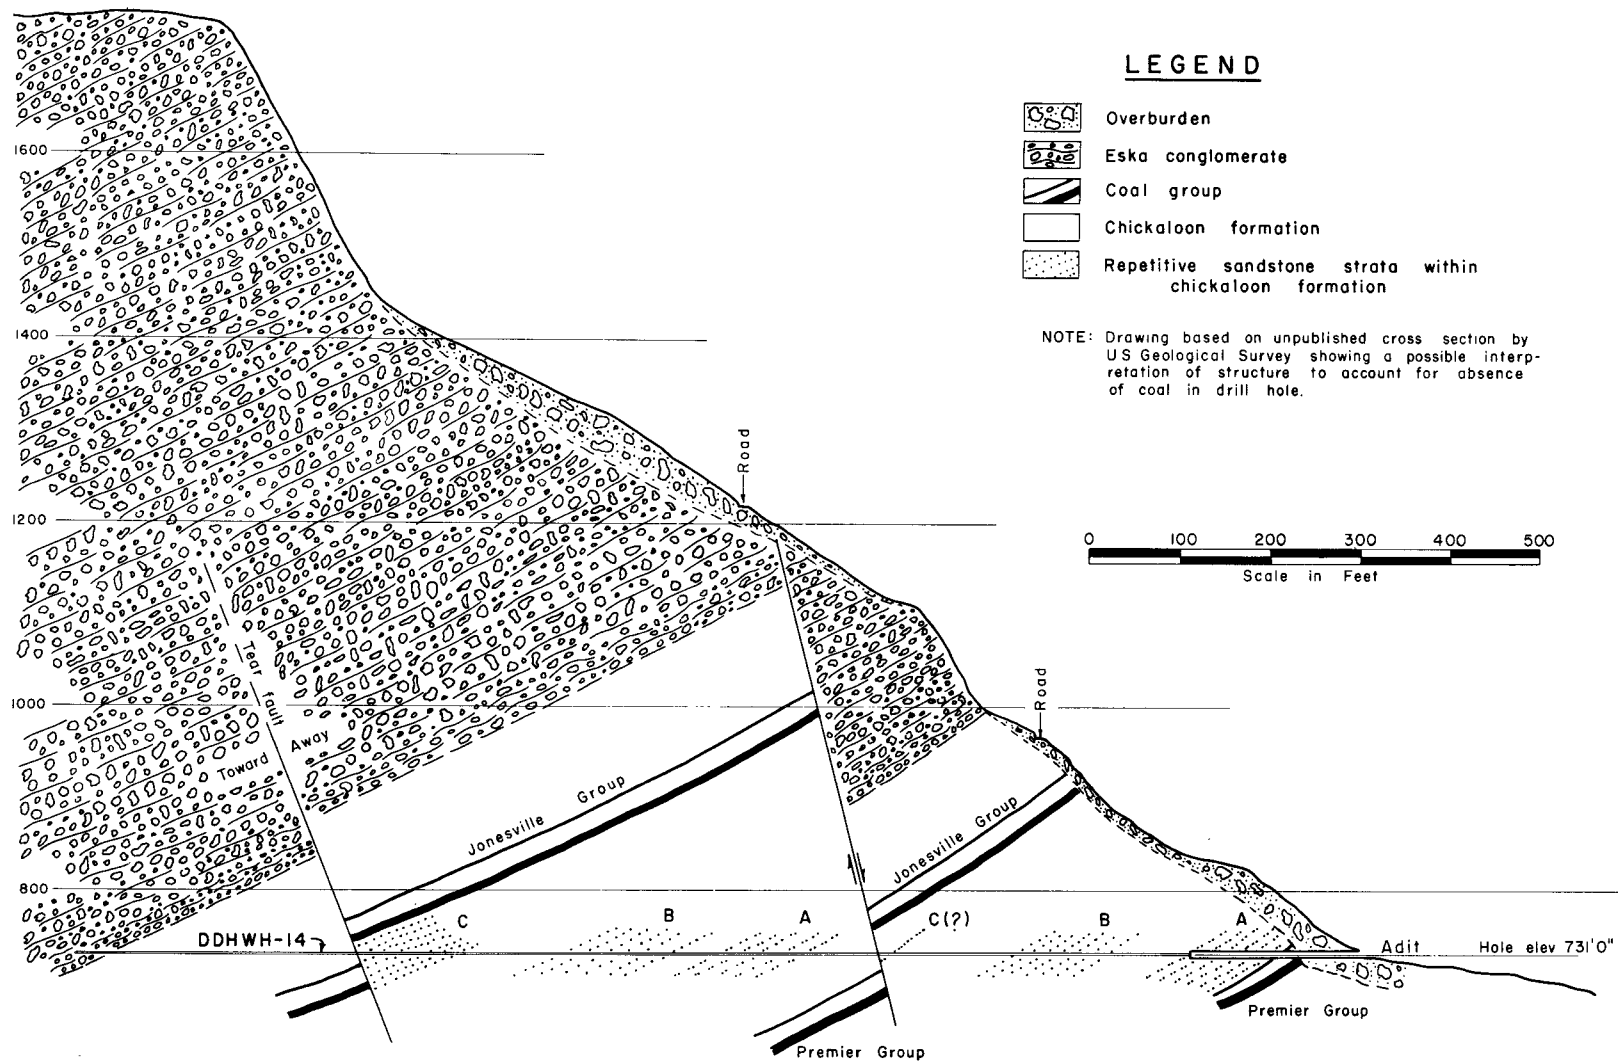 LEGEND
Overburden
Eska conglomerate
Coal group
Chickaloon formation
Repetitive sandstone strata within
chickaloon formation
NOTE: Drawing based on unpublished cross section by
US Geological Survey showing a possible interp-
retation of structure to account for absence
of coal in drill hole.
0 100 200 300 400 500
Scale in Feet
1600
1400
1200
1000
800
Road
Road
Tear fault
Toward
Away
Jonesville Group
Jonesville Group
C B A C(?) B A
DDHWH-14
Adit
Hole elev 731'0"
Premier Group
Premier Group